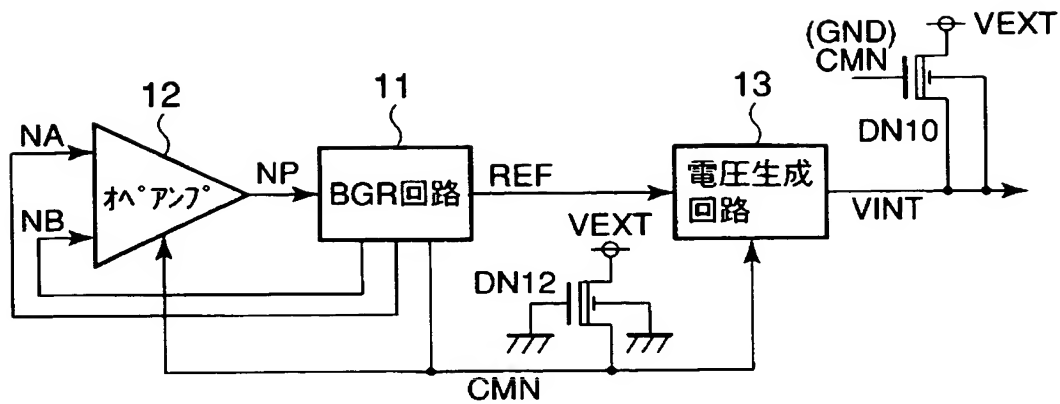 (GND)
CMN
VEXT
DN10
12
11
13
NA
NB
オペアンプ
NP
BGR回路
REF
電圧生成
回路
VINT
VEXT
DN12
CMN